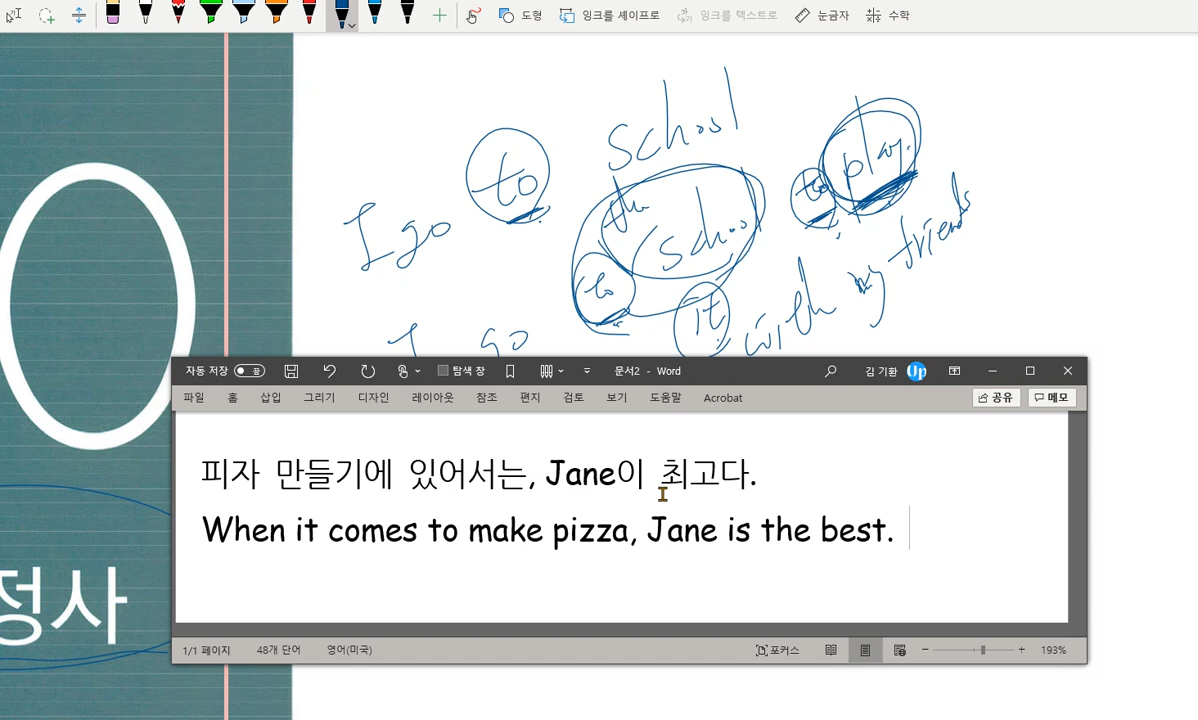 도형 잉크를 셰이프로 잉크를 텍스트로 눈금자 수학
school
to
to play.
the
I go
school
with my friends
to
it
I go
정사
자동 저장 끌 탐색 창 문서2 - Word 김 기환
파일 홈 삽입 그리기 디자인 레이아웃 참조 편지 검토 보기 도움말 Acrobat 공유 메모
피자 만들기에 있어서는, Jane이 최고다.
When it comes to make pizza, Jane is the best.
1/1 페이지 48개 단어 영어(미국) 포커스 193%